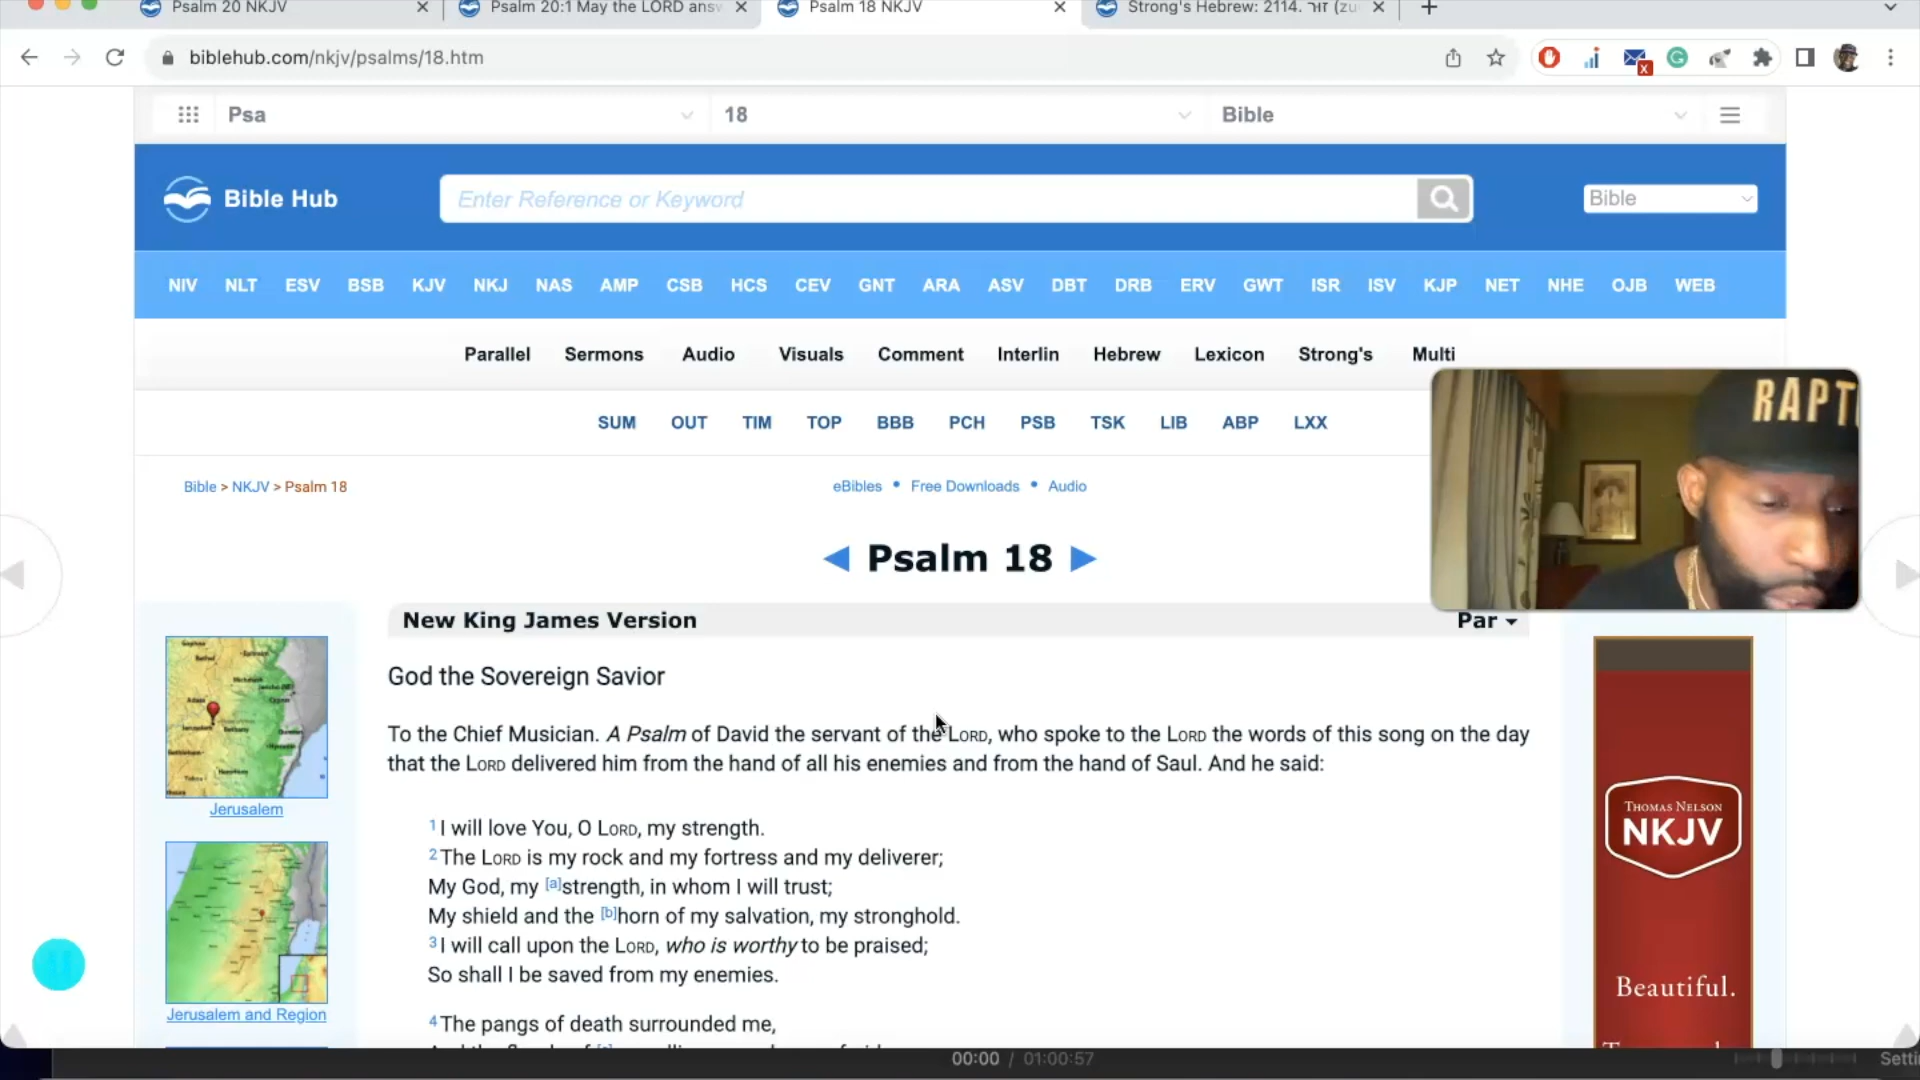 Psalm 20 NKJV
Psalm 20:1 May the LORD answ
Psalm 18 NKJV
Strong's Hebrew: 2114. זוּר (zu
biblehub.com/nkjv/psalms/18.htm
x
Psa
18
Bible
Bible Hub
Enter Reference or Keyword
Bible
NIV NLT ESV BSB KJV NKJ NAS AMP CSB HCS CEV GNT ARA ASV DBT DRB ERV GWT ISR ISV KJP NET NHE OJB WEB
Parallel Sermons Audio Visuals Comment Interlin Hebrew Lexicon Strong's Multi
SUM OUT TIM TOP BBB PCH PSB TSK LIB ABP LXX
RAPT
Bible > NKJV > Psalm 18
eBibles • Free Downloads • Audio
◄ Psalm 18 ►
New King James Version
Par
God the Sovereign Savior
To the Chief Musician. A Psalm of David the servant of the LORD, who spoke to the LORD the words of this song on the day
that the LORD delivered him from the hand of all his enemies and from the hand of Saul. And he said:
1 I will love You, O LORD, my strength.
2 The LORD is my rock and my fortress and my deliverer;
My God, my [a]strength, in whom I will trust;
My shield and the [b]horn of my salvation, my stronghold.
3 I will call upon the LORD, who is worthy to be praised;
So shall I be saved from my enemies.
4 The pangs of death surrounded me,
Jerusalem
Jerusalem and Region
THOMAS NELSON
NKJV
Beautiful.
00:00 / 01:00:57
Setti